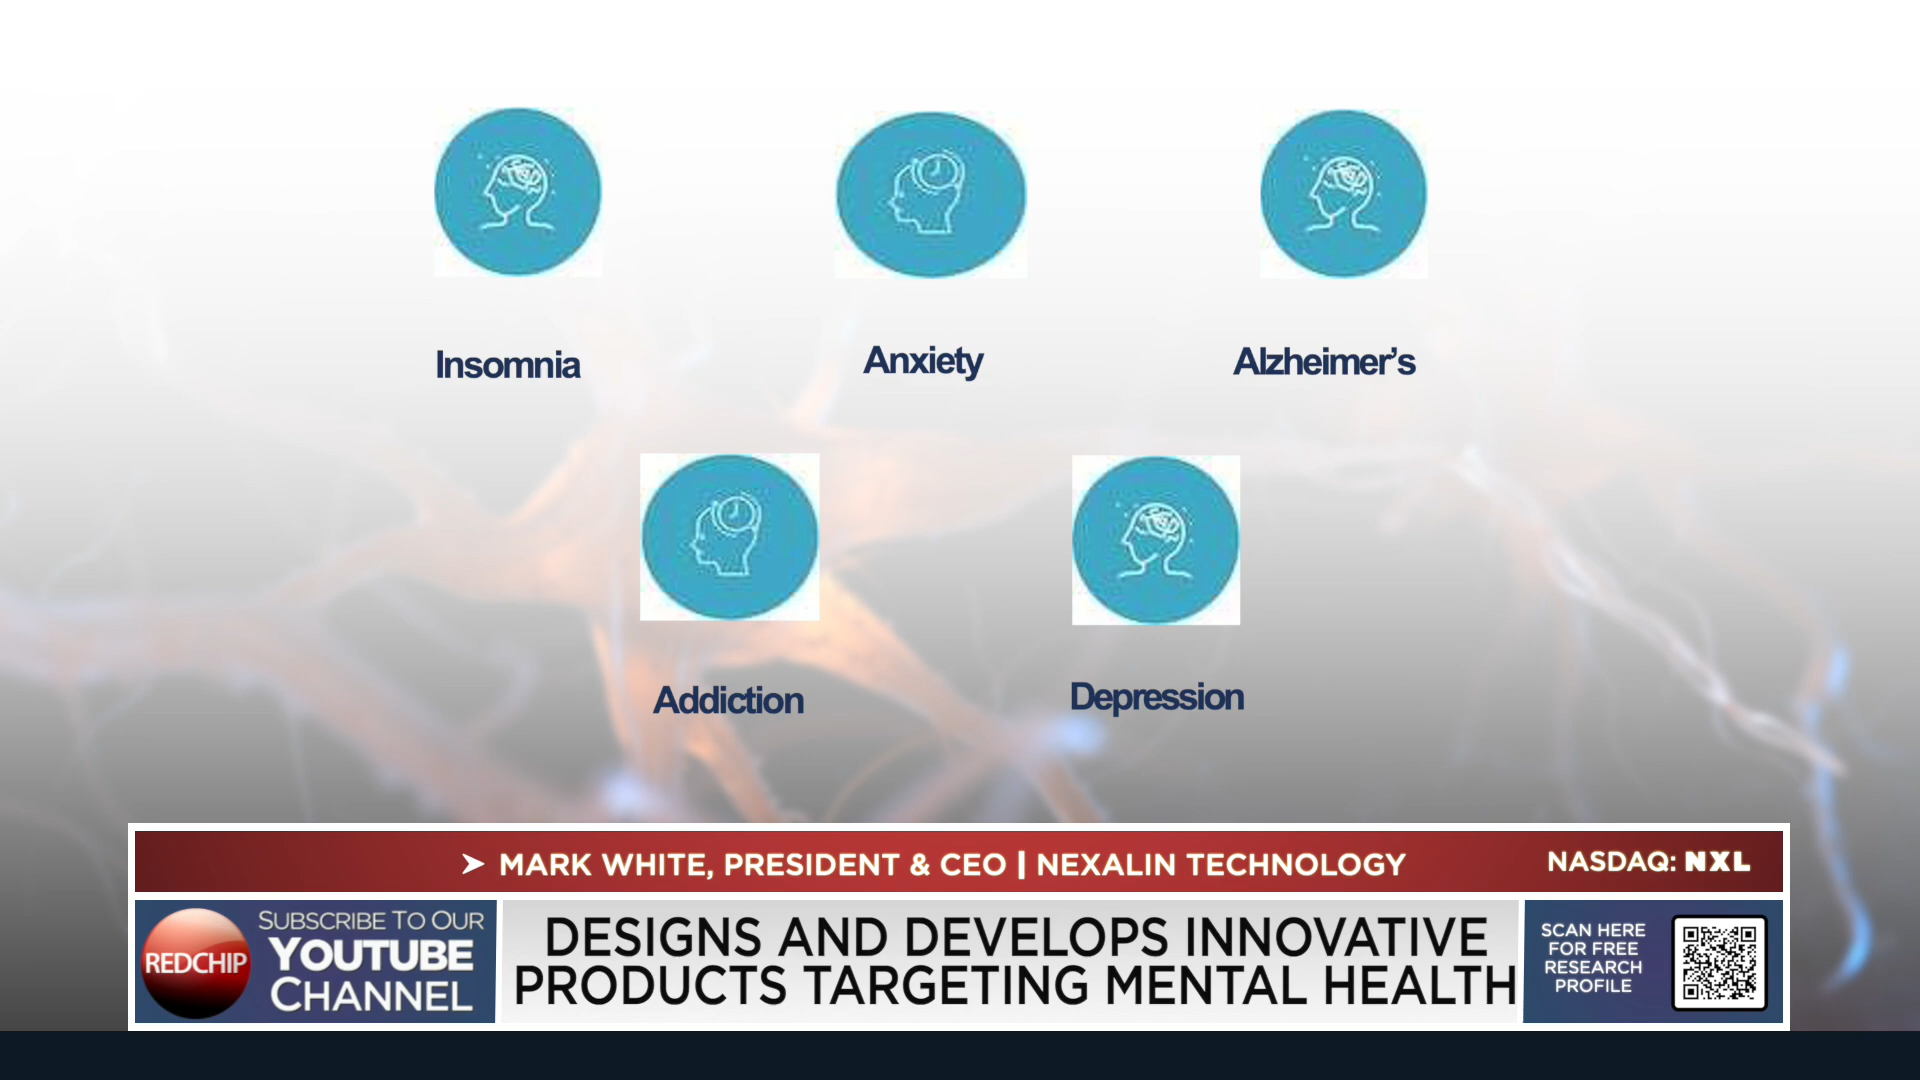 Insomnia
Anxiety
Alzheimer’s
Addiction
Depression
➤ MARK WHITE, PRESIDENT & CEO | NEXALIN TECHNOLOGY
NASDAQ: NXL
REDCHIP
SUBSCRIBE TO OUR
YOUTUBE
CHANNEL
DESIGNS AND DEVELOPS INNOVATIVE
PRODUCTS TARGETING MENTAL HEALTH
SCAN HERE
FOR FREE
RESEARCH
PROFILE